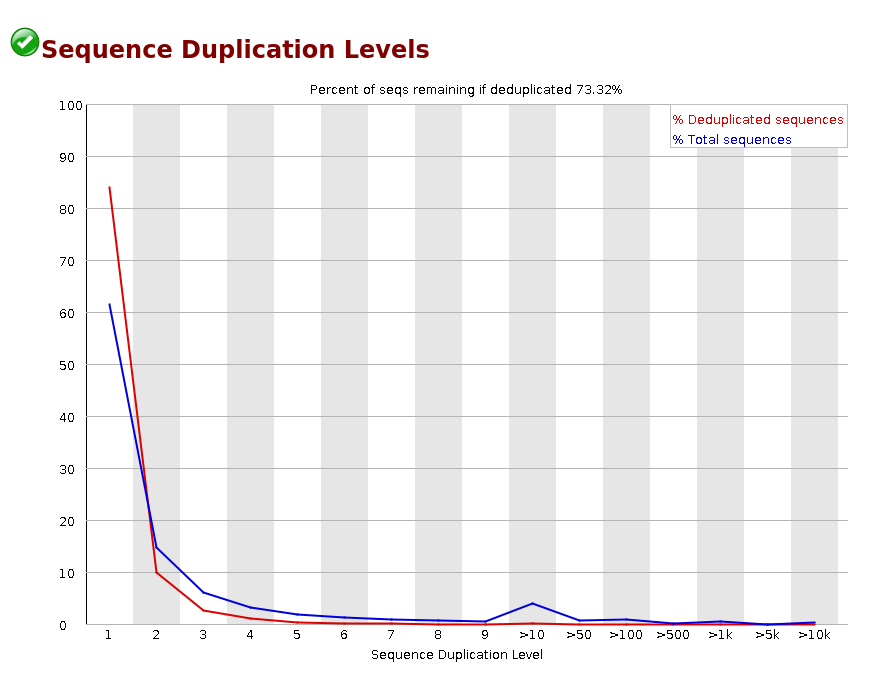 Sequence Duplication Levels
Percent of seqs remaining if deduplicated 73.32%
% Deduplicated sequences
% Total sequences
100
90
80
70
60
50
40
30
20
10
0
1 2 3 4 5 6 7 8 9 >10 >50 >100 >500 >1k >5k >10k
Sequence Duplication Level